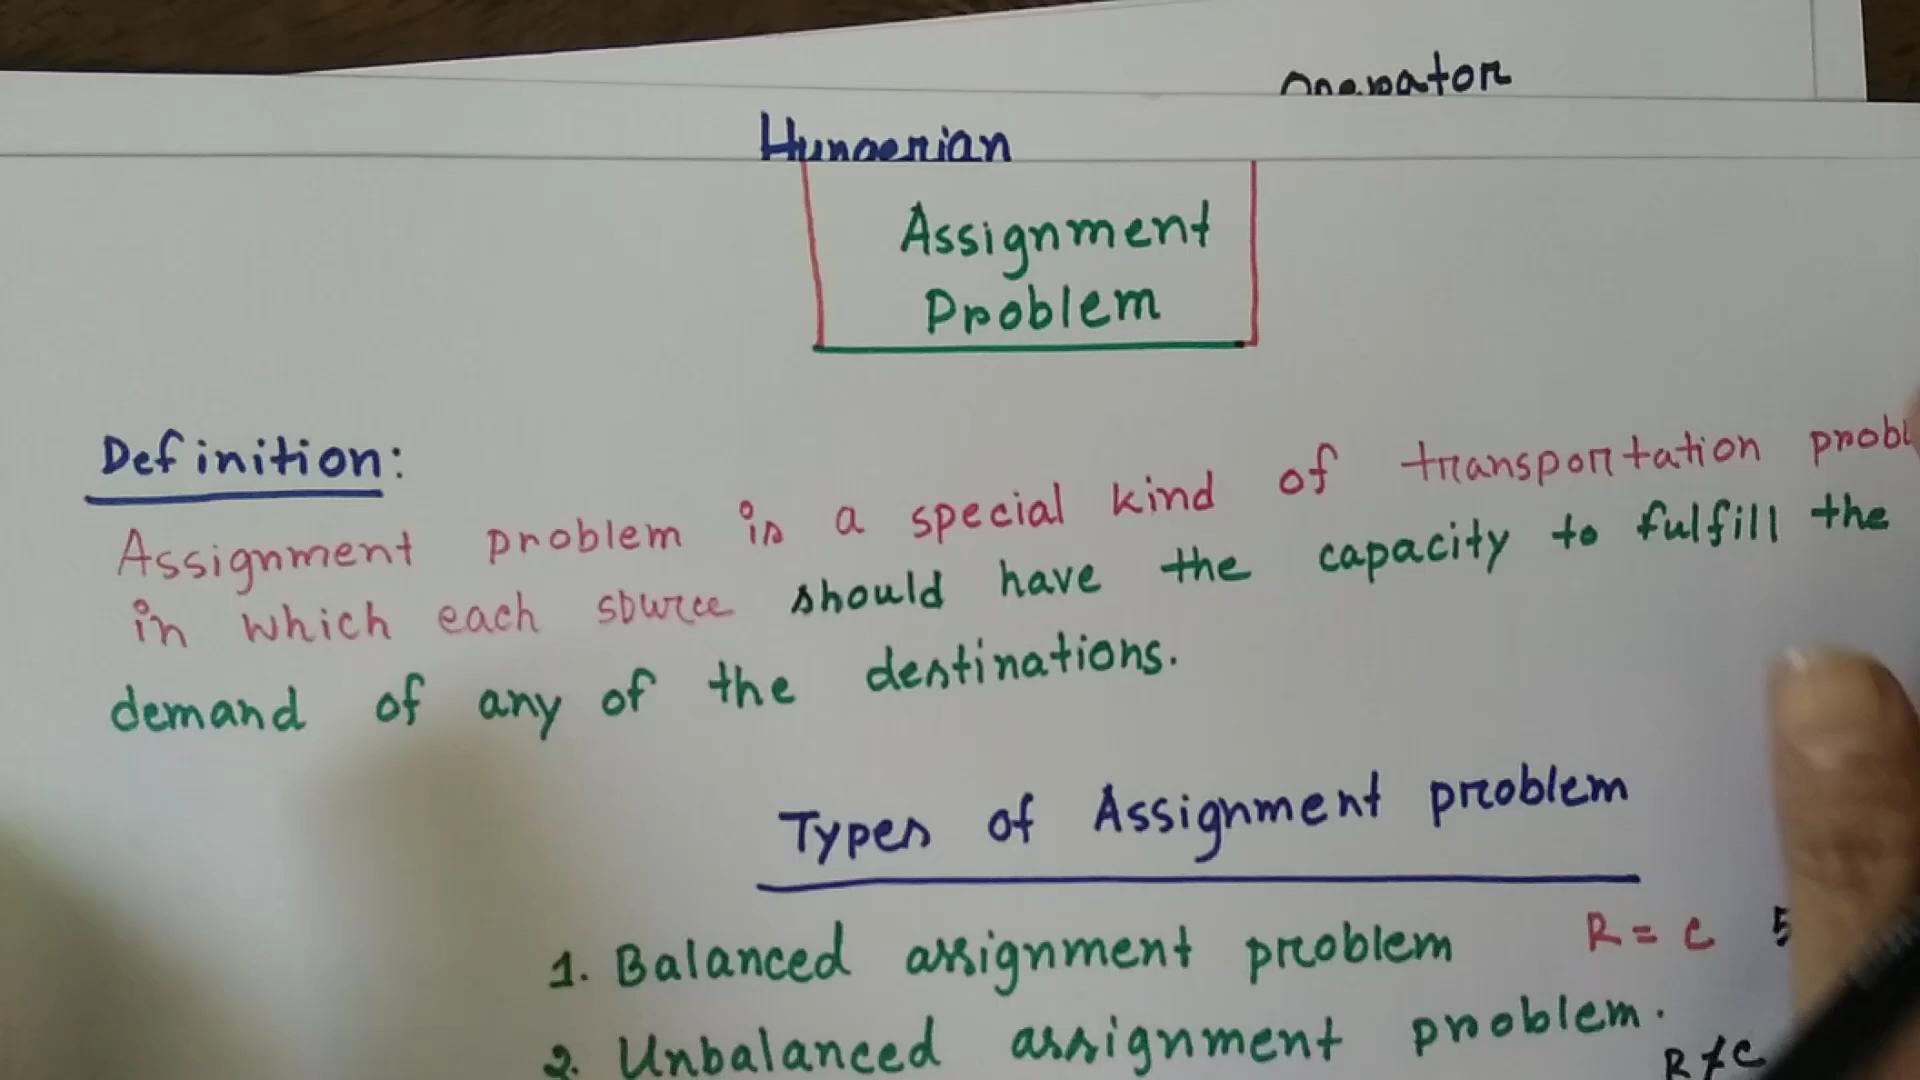 Operator
Hungerian
Assignment
Problem
Definition:
Assignment problem is a special kind of transportation probl
in which each source should have the capacity to fulfill the
demand of any of the destinations.
Types of Assignment problem
1. Balanced assignment problem R = C 5
2. Unbalanced assignment problem.
R ≠ C